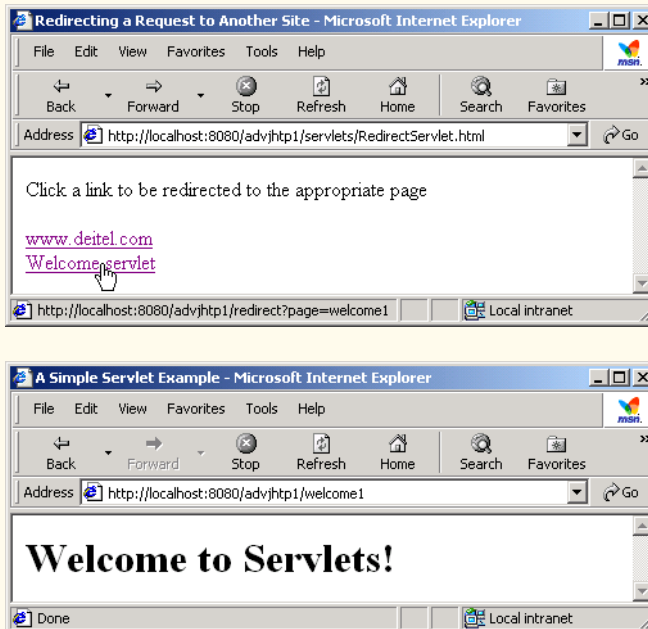 Redirecting a Request to Another Site - Microsoft Internet Explorer
File Edit View Favorites Tools Help
msn.
Back Forward Stop Refresh Home Search Favorites »
Address http://localhost:8080/advjhtp1/servlets/RedirectServlet.html Go
Click a link to be redirected to the appropriate page
www.deitel.com
Welcome servlet
http://localhost:8080/advjhtp1/redirect?page=welcome1 Local intranet
A Simple Servlet Example - Microsoft Internet Explorer
File Edit View Favorites Tools Help
msn.
Back Forward Stop Refresh Home Search Favorites »
Address http://localhost:8080/advjhtp1/welcome1 Go
Welcome to Servlets!
Done Local intranet